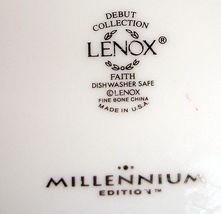 DEBUT
COLLECTION
LENOX®
FAITH
DISHWASHER SAFE
©LENOX
FINE BONE CHINA
MADE IN U.S.A.
MILLENNIUM
EDITION™